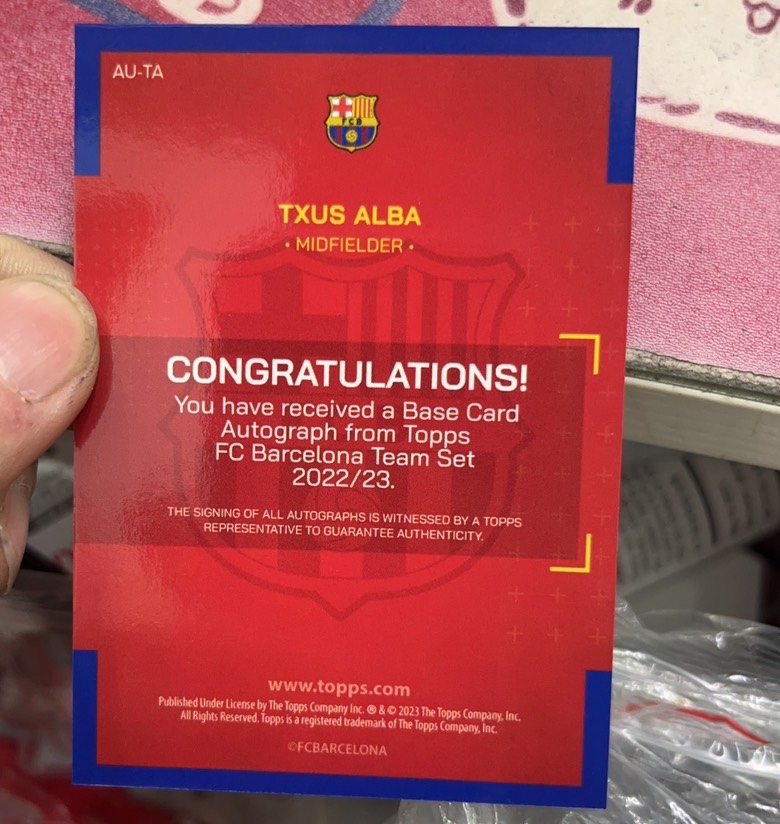 AU-TA
FCB
TXUS ALBA
• MIDFIELDER •
CONGRATULATIONS!
You have received a Base Card
Autograph from Topps
FC Barcelona Team Set
2022/23.
THE SIGNING OF ALL AUTOGRAPHS IS WITNESSED BY A TOPPS
REPRESENTATIVE TO GUARANTEE AUTHENTICITY.
www.topps.com
Published Under License by The Topps Company Inc. ® & © 2023 The Topps Company, Inc.
All Rights Reserved. Topps is a registered trademark of The Topps Company, Inc.
©FCBARCELONA